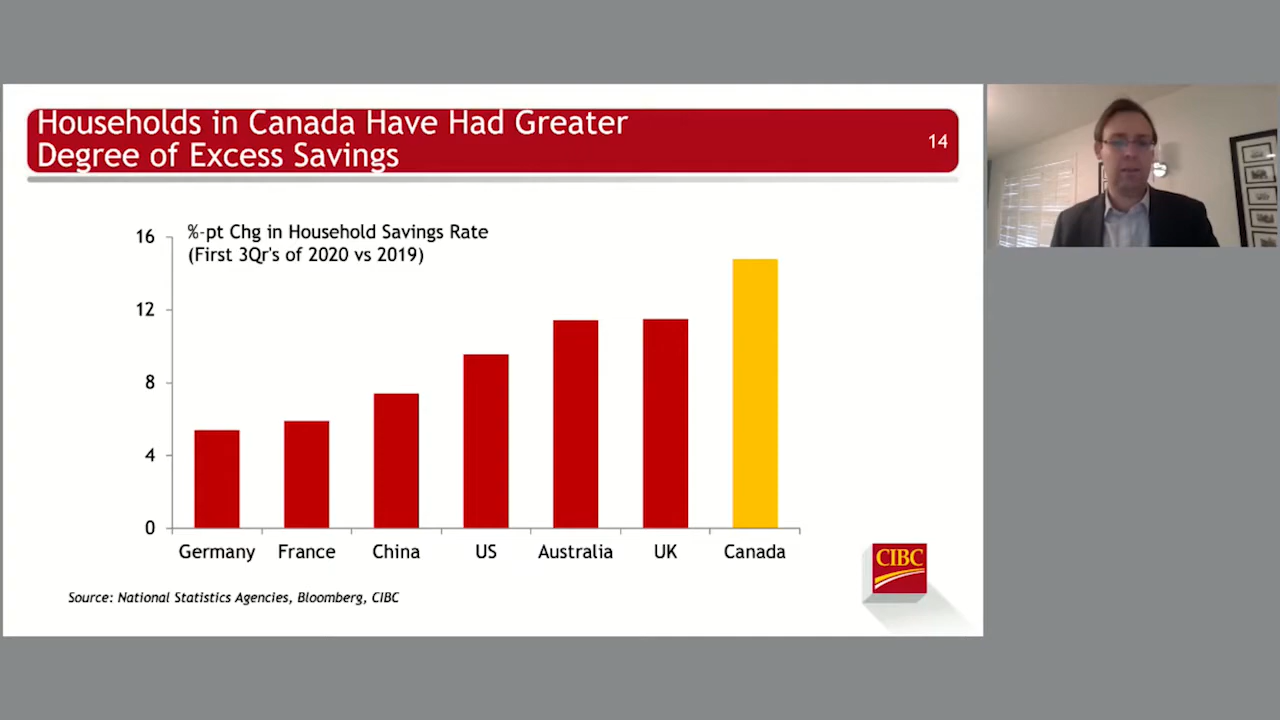 Households in Canada Have Had Greater
Degree of Excess Savings
14
%-pt Chg in Household Savings Rate
(First 3Qr's of 2020 vs 2019)
16
12
8
4
0
Germany France China US Australia UK Canada
Source: National Statistics Agencies, Bloomberg, CIBC
CIBC